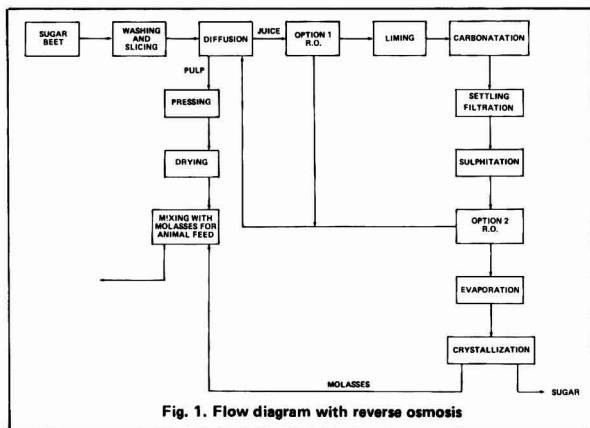 SUGAR
BEET
WASHING
AND
SLICING
DIFFUSION
JUICE
OPTION 1
R.O.
LIMING
CARBONATATION
PULP
PRESSING
SETTLING
FILTRATION
DRYING
SULPHITATION
MIXING WITH
MOLASSES FOR
ANIMAL FEED
OPTION 2
R.O.
EVAPORATION
CRYSTALLIZATION
MOLASSES
SUGAR
Fig. 1. Flow diagram with reverse osmosis